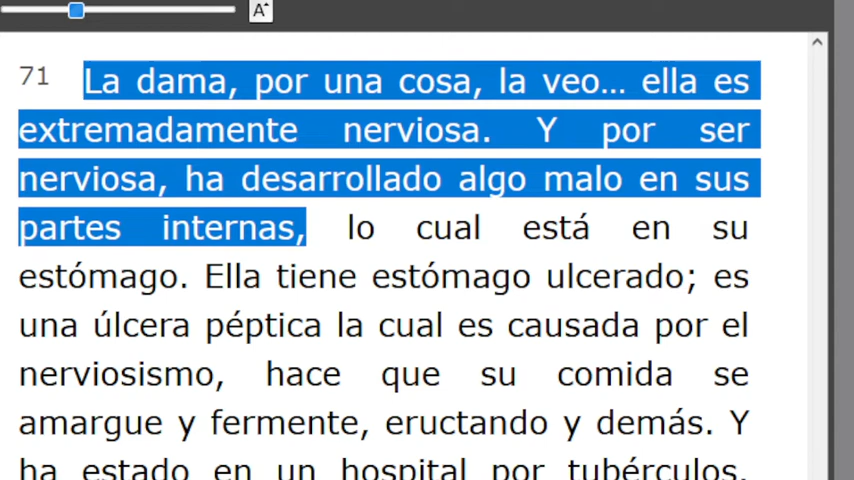 A
71 La dama, por una cosa, la veo... ella es
extremadamente nerviosa. Y por ser
nerviosa, ha desarrollado algo malo en sus
partes internas, lo cual está en su
estómago. Ella tiene estómago ulcerado; es
una úlcera péptica la cual es causada por el
nerviosismo, hace que su comida se
amargue y fermente, eructando y demás. Y
ha estado en un hospital por tubérculos.